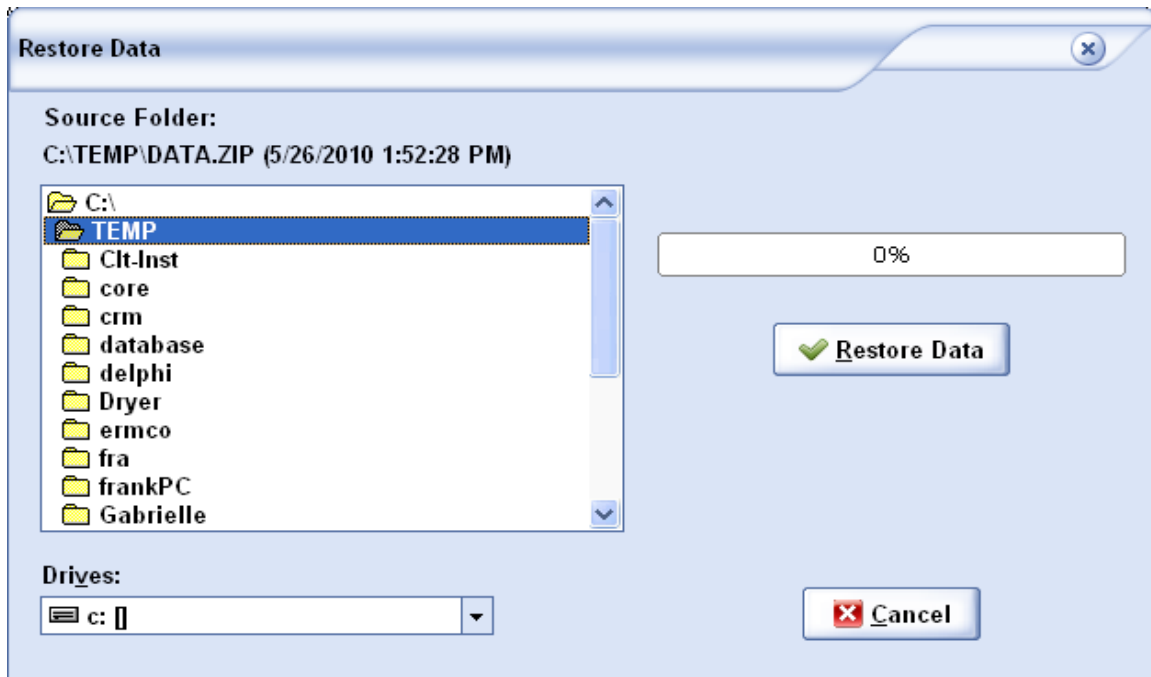 Restore Data
Source Folder:
C:\TEMP\DATA.ZIP (5/26/2010 1:52:28 PM)
C:\
TEMP
Clt-Inst
core
crm
database
delphi
Dryer
ermco
fra
frankPC
Gabrielle
0%
Restore Data
Drives:
c: []
Cancel